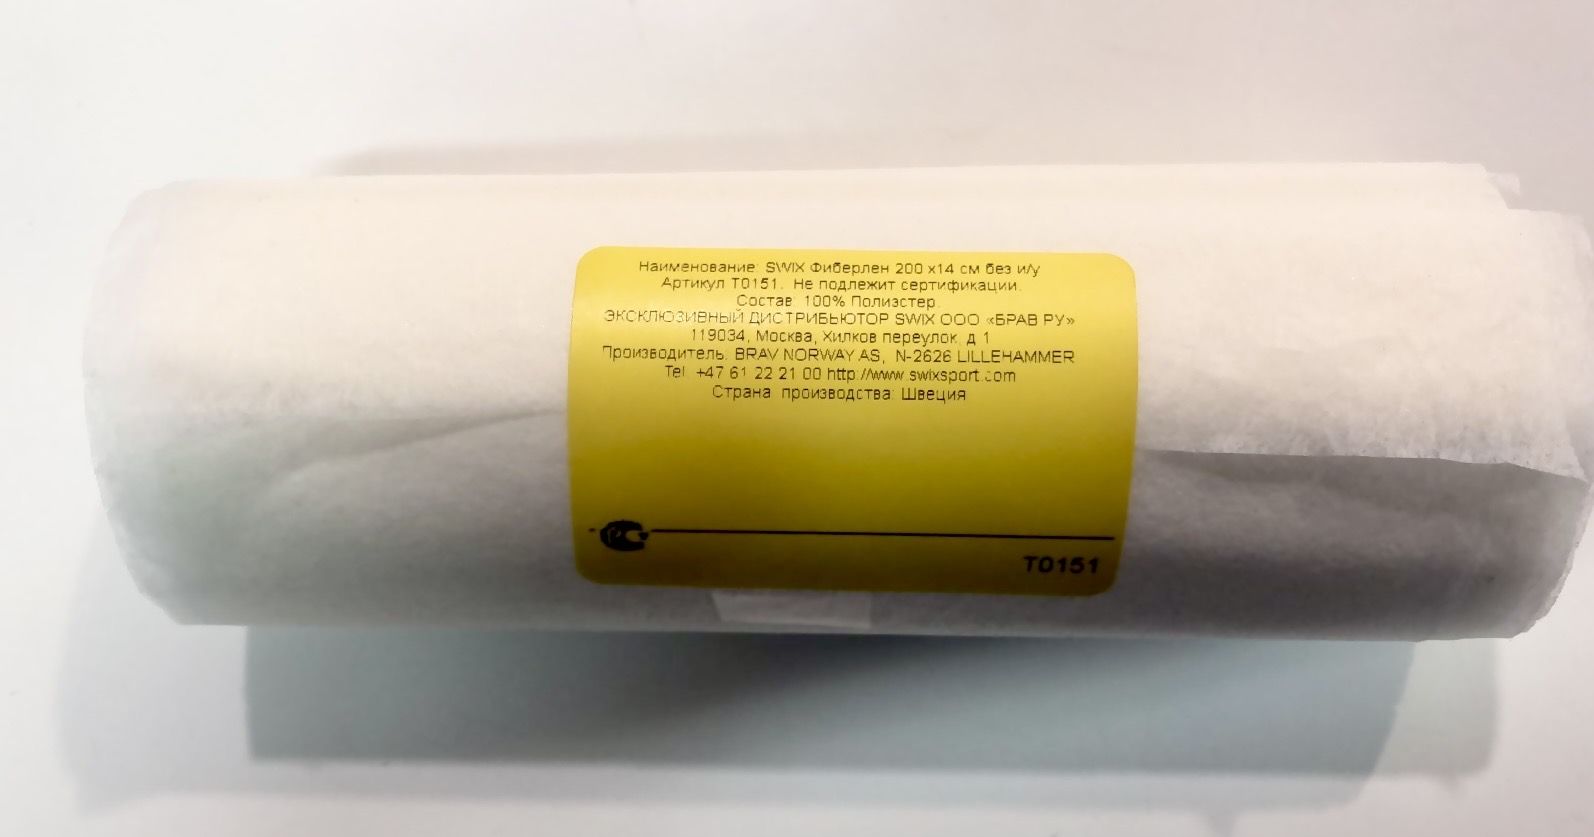 Наименование: SWIX Фиберлен 200 x14 см без и/у
Артикул T0151. Не подлежит сертификации.
Состав: 100% Полиэстер.
ЭКСКЛЮЗИВНЫЙ ДИСТРИБЬЮТОР SWIX ООО «БРАВ РУ»
119034, Москва, Хилков переулок, д 1
Производитель: BRAV NORWAY AS, N-2626 LILLEHAMMER
Tel. +47 61 22 21 00 http://www.swixsport.com
Страна производства: Швеция
T0151